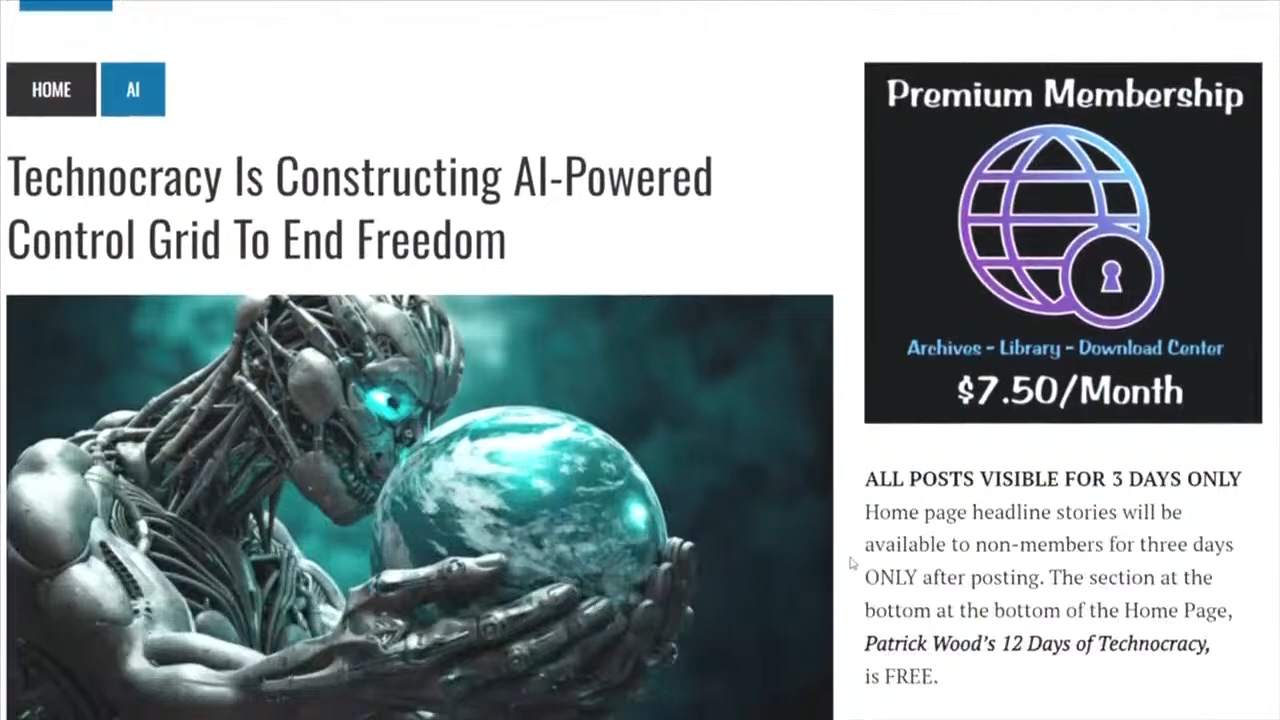 HOME
AI
Technocracy Is Constructing AI-Powered
Control Grid To End Freedom
Premium Membership
Archives - Library - Download Center
$7.50/Month
ALL POSTS VISIBLE FOR 3 DAYS ONLY
Home page headline stories will be
available to non-members for three days
ONLY after posting. The section at the
bottom at the bottom of the Home Page,
Patrick Wood's 12 Days of Technocracy,
is FREE.